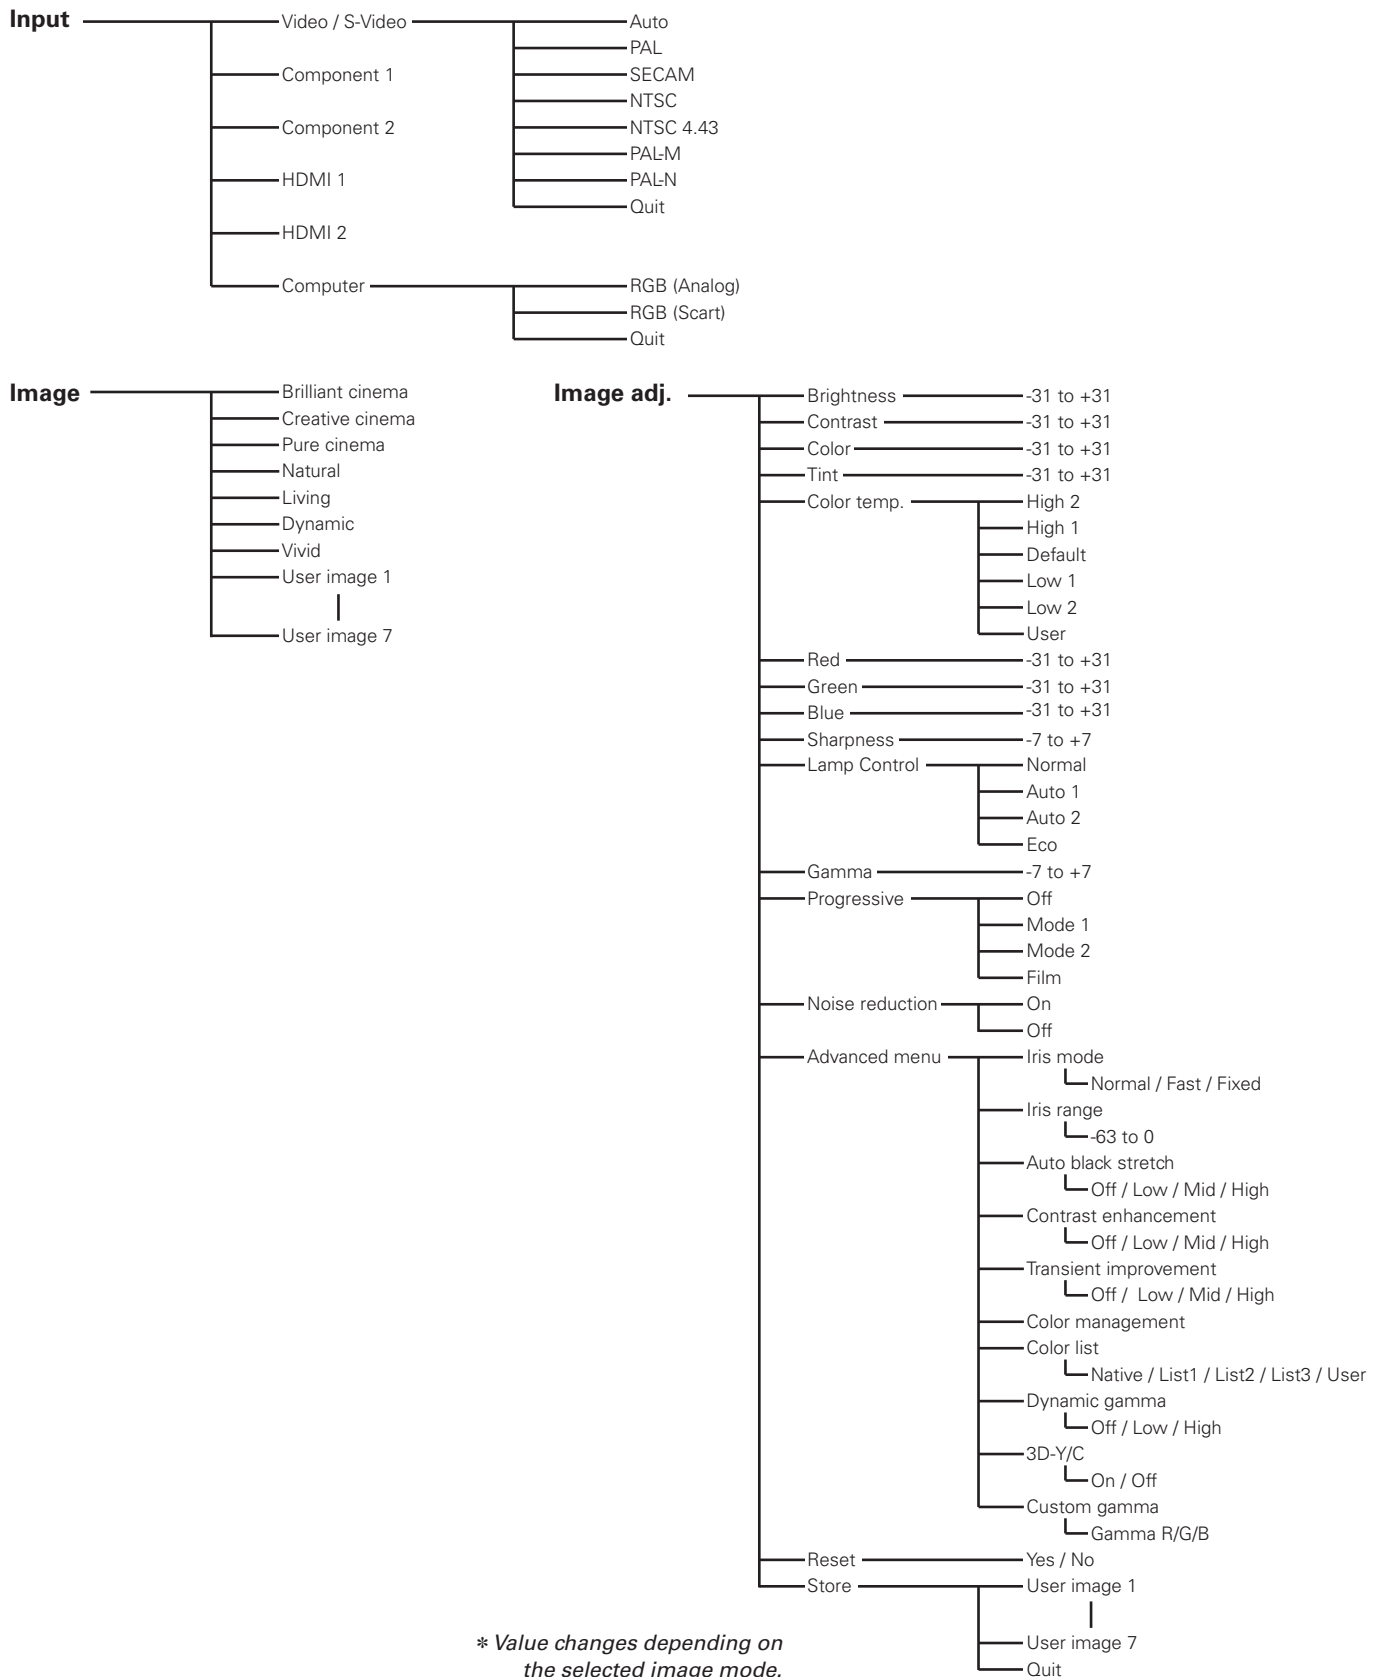 Input
Video / S-Video
Auto
PAL
SECAM
NTSC
NTSC 4.43
PAL-M
PAL-N
Quit
Component 1
Component 2
HDMI 1
HDMI 2
Computer
RGB (Analog)
RGB (Scart)
Quit
Image
Brilliant cinema
Creative cinema
Pure cinema
Natural
Living
Dynamic
Vivid
User image 1
User image 7
Image adj.
Brightness -31 to +31
Contrast -31 to +31
Color -31 to +31
Tint -31 to +31
Color temp. High 2
High 1
Default
Low 1
Low 2
User
Red -31 to +31
Green -31 to +31
Blue -31 to +31
Sharpness -7 to +7
Lamp Control Normal
Auto 1
Auto 2
Eco
Gamma -7 to +7
Progressive Off
Mode 1
Mode 2
Film
Noise reduction On
Off
Advanced menu Iris mode
Normal / Fast / Fixed
Iris range
-63 to 0
Auto black stretch
Off / Low / Mid / High
Contrast enhancement
Off / Low / Mid / High
Transient improvement
Off / Low / Mid / High
Color management
Color list
Native / List1 / List2 / List3 / User
Dynamic gamma
Off / Low / High
3D-Y/C
On / Off
Custom gamma
Gamma R/G/B
Reset Yes / No
Store User image 1
User image 7
Quit
* Value changes depending on
the selected image mode.